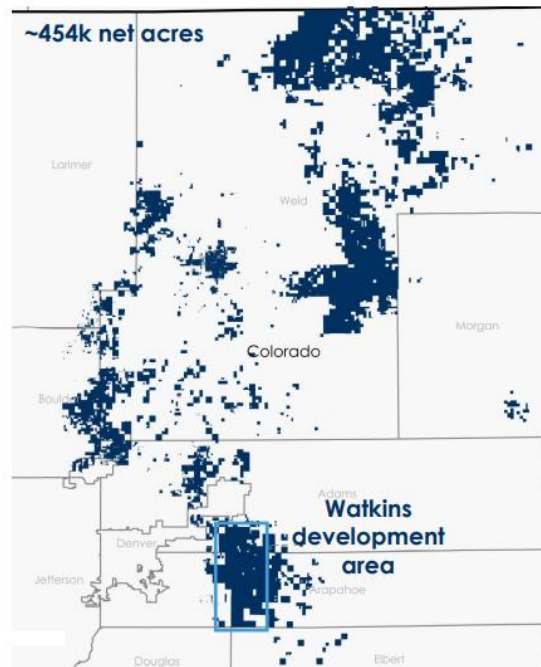 ~454k net acres
Larimer
Weld
Morgan
Colorado
Boulder
Adams
Watkins
development
area
Denver
Jefferson
Arapahoe
Douglas
Elbert